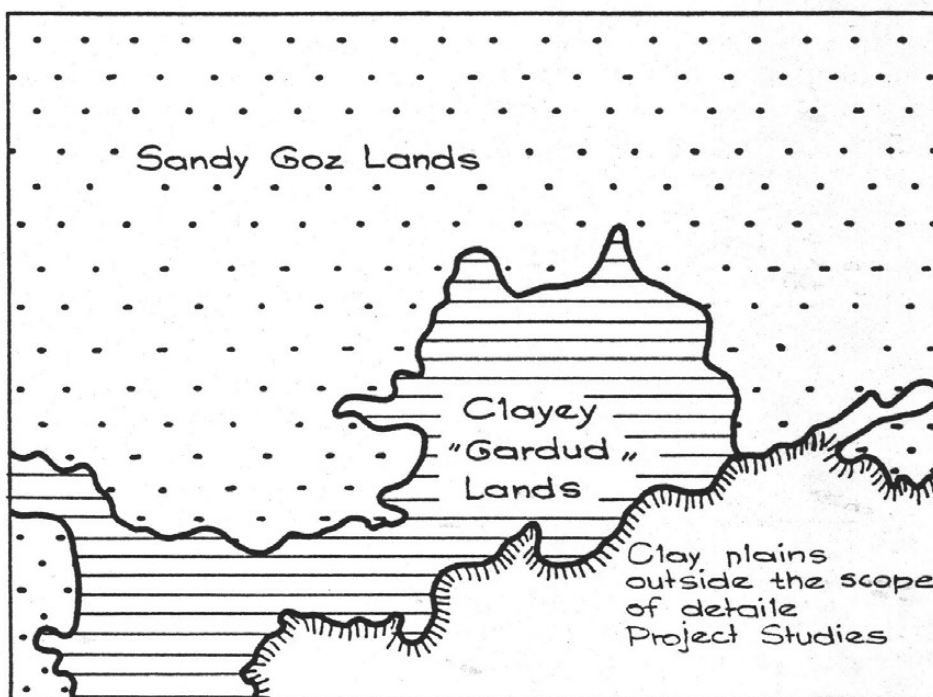 Sandy Goz Lands
Clayey
"Gardud"
Lands
Clay plains
outside the scope
of detaile
Project Studies